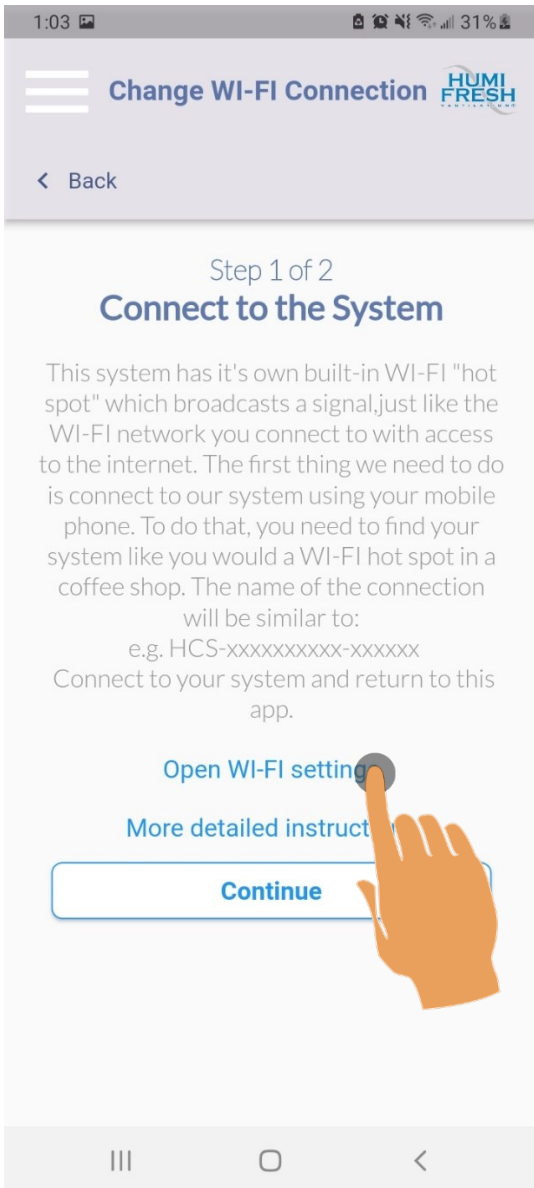 1:03 31%
Change WI-FI Connection HUMI
FRESH
Back
Step 1 of 2
Connect to the System
This system has it's own built-in WI-FI "hot
spot" which broadcasts a signal,just like the
WI-FI network you connect to with access
to the internet. The first thing we need to do
is connect to our system using your mobile
phone. To do that, you need to find your
system like you would a WI-FI hot spot in a
coffee shop. The name of the connection
will be similar to:
e.g. HCS-xxxxxxxxxx-xxxxxx
Connect to your system and return to this
app.
Open WI-FI setting
More detailed instruct
Continue